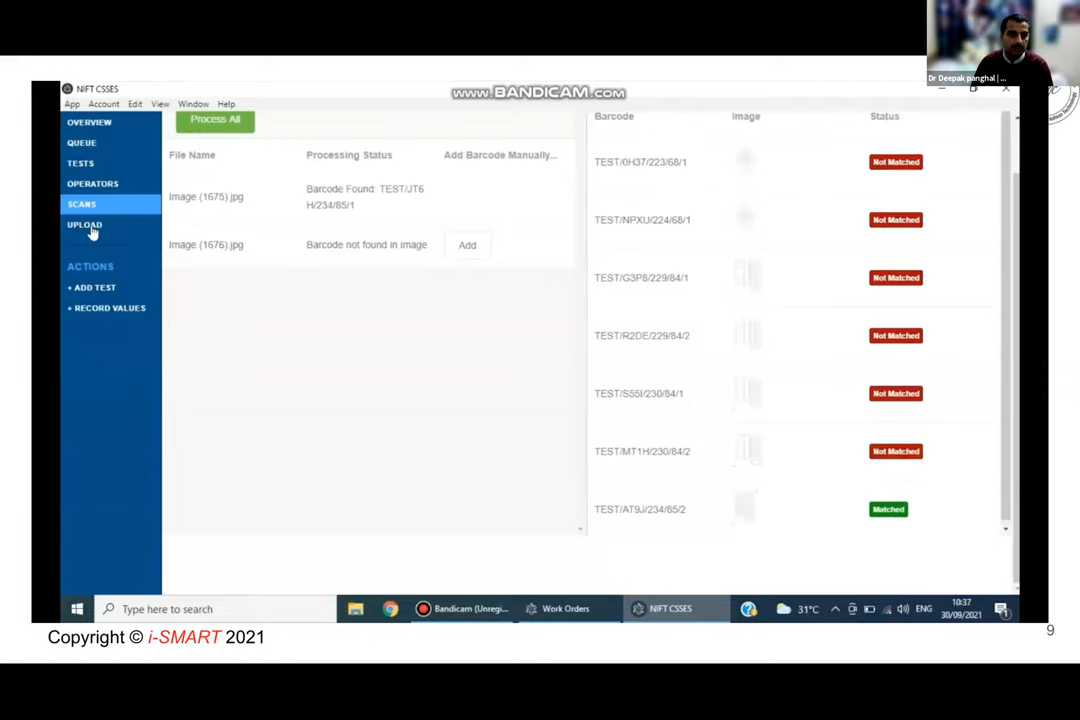 Dr Deepak panghal | ...
NIFT CSSES
www.BANDICAM.com
App Account Edit View Window Help
OVERVIEW
QUEUE
TESTS
OPERATORS
SCANS
UPLOAD
ACTIONS
+ ADD TEST
+ RECORD VALUES
Process All
File Name Processing Status Add Barcode Manually...
Image (1675).jpg Barcode Found: TEST/JT6
H/234/85/1
Image (1676).jpg Barcode not found in image Add
Barcode Image Status
TEST/0H37/223/68/1 Not Matched
TEST/NPXU/224/68/1 Not Matched
TEST/G3P8/229/84/1 Not Matched
TEST/R2DE/229/84/2 Not Matched
TEST/S55I/230/84/1 Not Matched
TEST/MT1H/230/84/2 Not Matched
TEST/AT9J/234/85/2 Matched
Type here to search
Bandicam (Unregi...
Work Orders
NIFT CSSES
31°C
ENG
10:37
30/09/2021
1
Copyright © i-SMART 2021
9